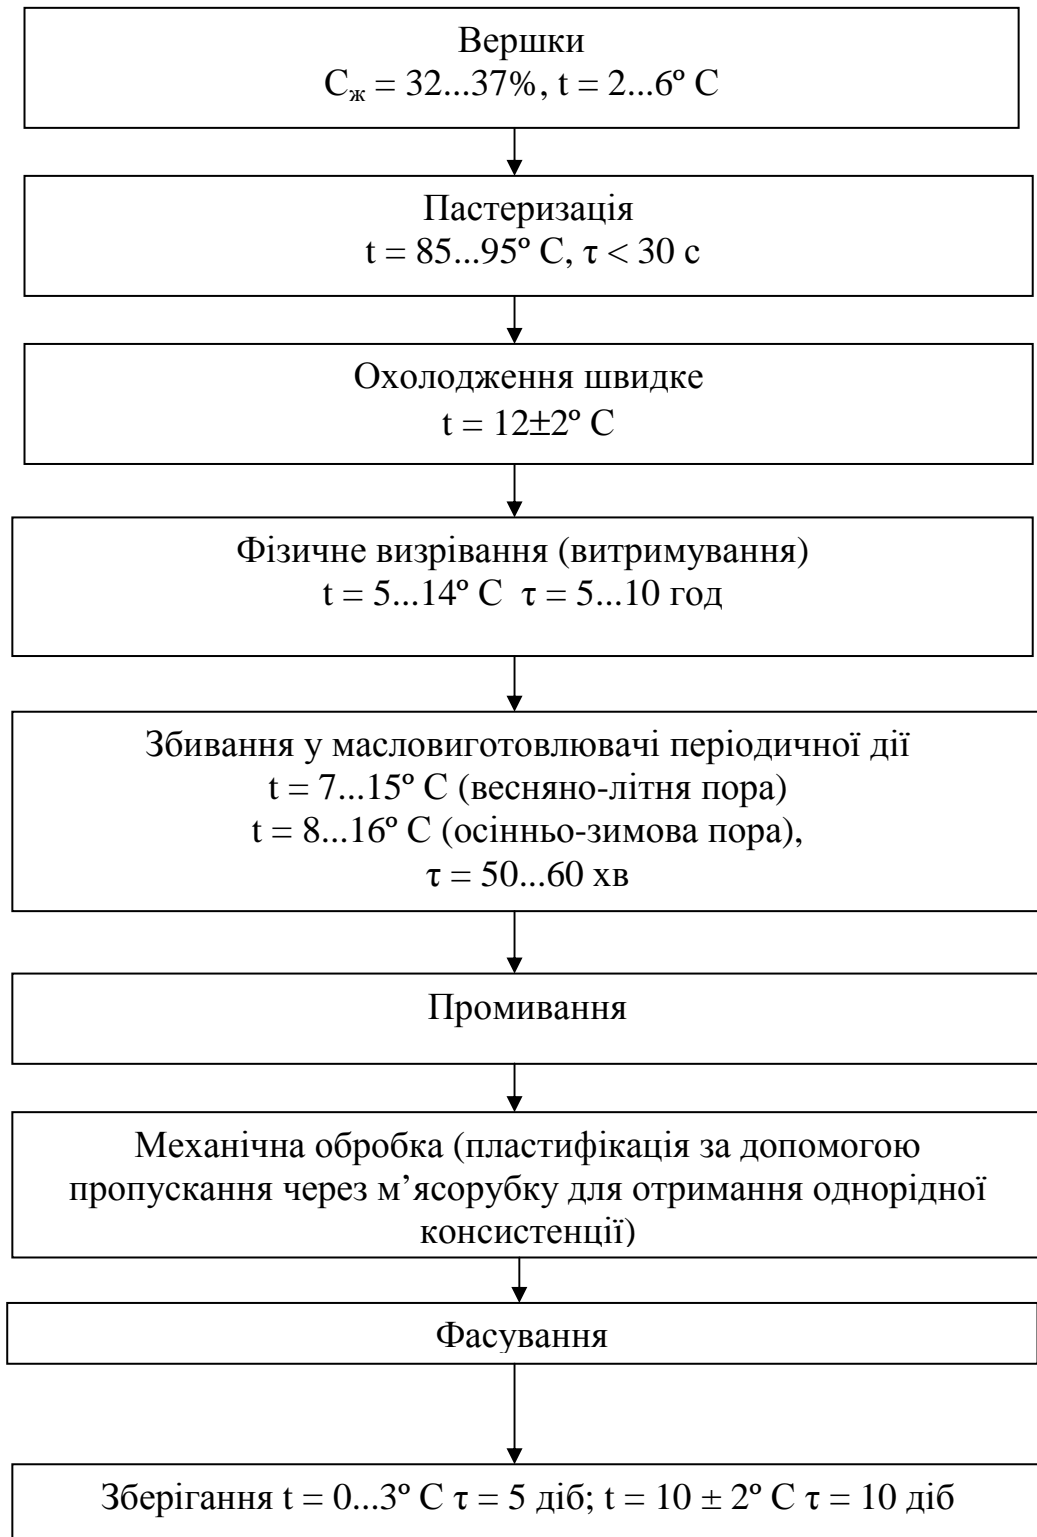 Вершки
Сж = 32...37%, t = 2...6º С
Пастеризація
t = 85...95º С, τ < 30 с
Охолодження швидке
t = 12±2º С
Фізичне визрівання (витримування)
t = 5...14º С τ = 5...10 год
Збивання у масловиготовлювачі періодичної дії
t = 7...15º С (весняно-літня пора)
t = 8...16º С (осінньо-зимова пора),
τ = 50...60 хв
Промивання
Механічна обробка (пластифікація за допомогою
пропускання через м’ясорубку для отримання однорідної
консистенції)
Фасування
Зберігання t = 0...3º С τ = 5 діб; t = 10 ± 2º С τ = 10 діб